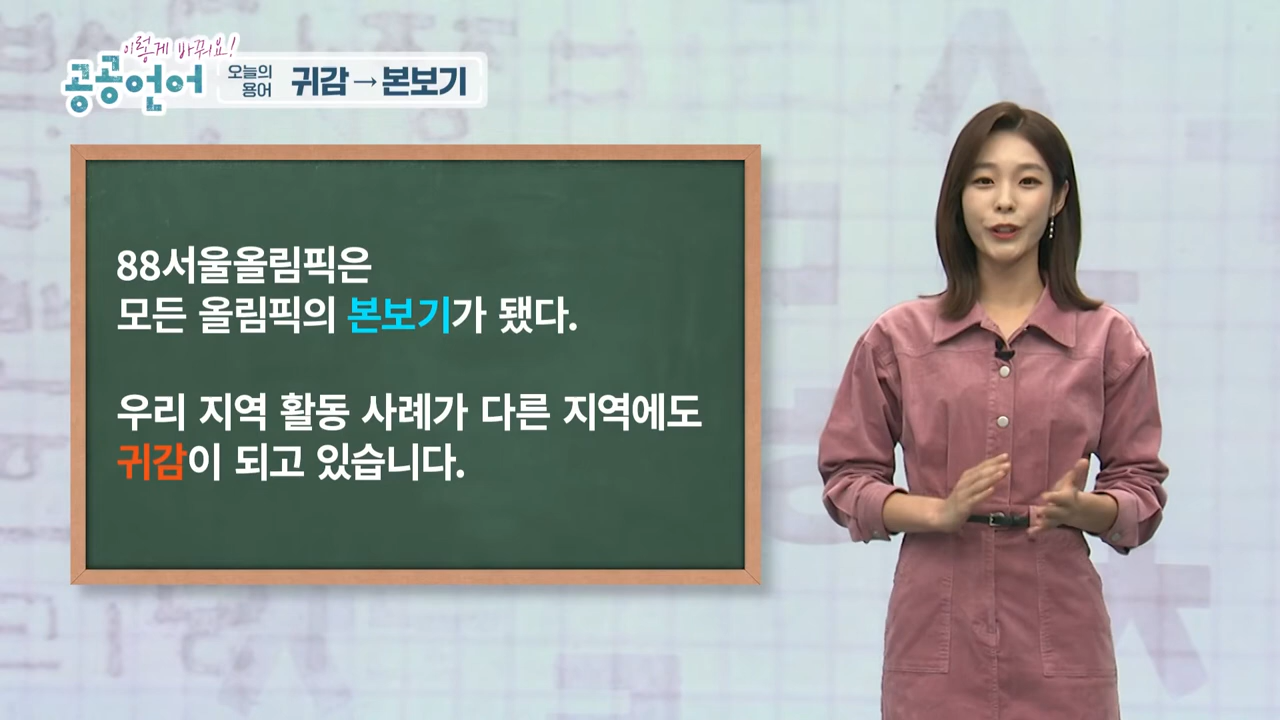 이렇게 바꿔요!
공공언어
오늘의
용어
귀감→본보기
88서울올림픽은
모든 올림픽의 본보기가 됐다.
우리 지역 활동 사례가 다른 지역에도
귀감이 되고 있습니다.